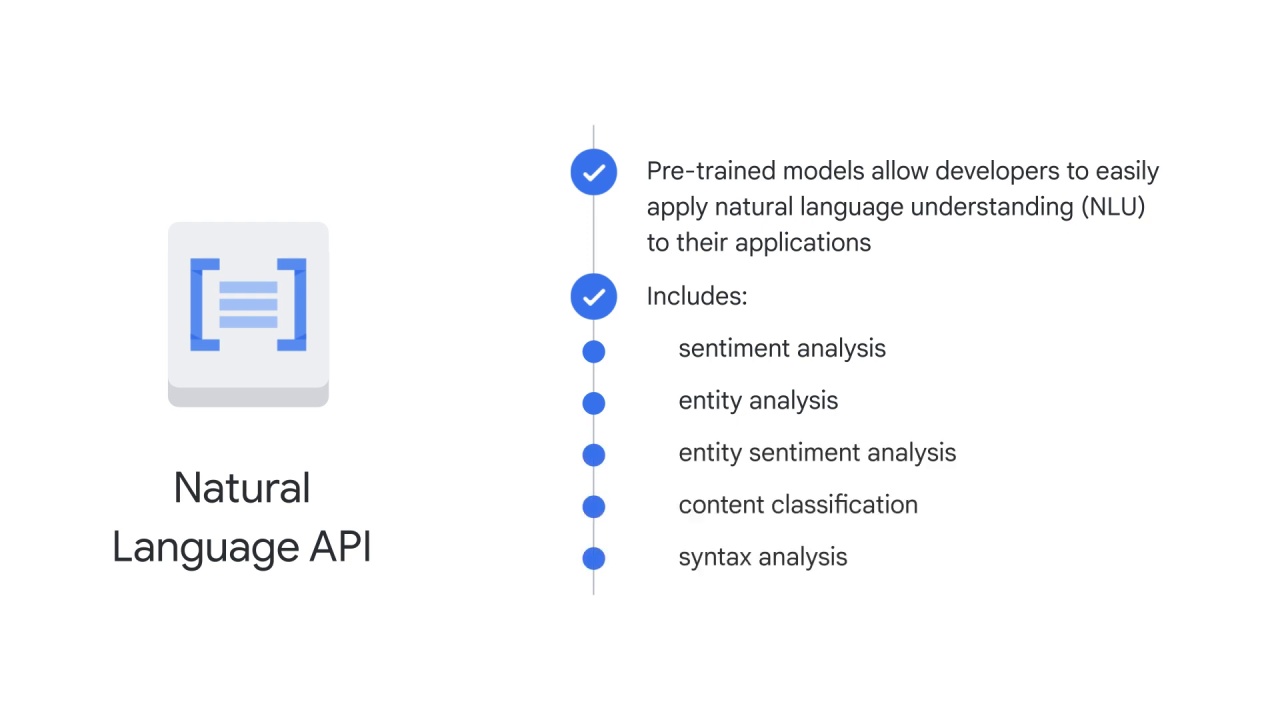 Natural
Language API
Pre-trained models allow developers to easily
apply natural language understanding (NLU)
to their applications
Includes:
sentiment analysis
entity analysis
entity sentiment analysis
content classification
syntax analysis